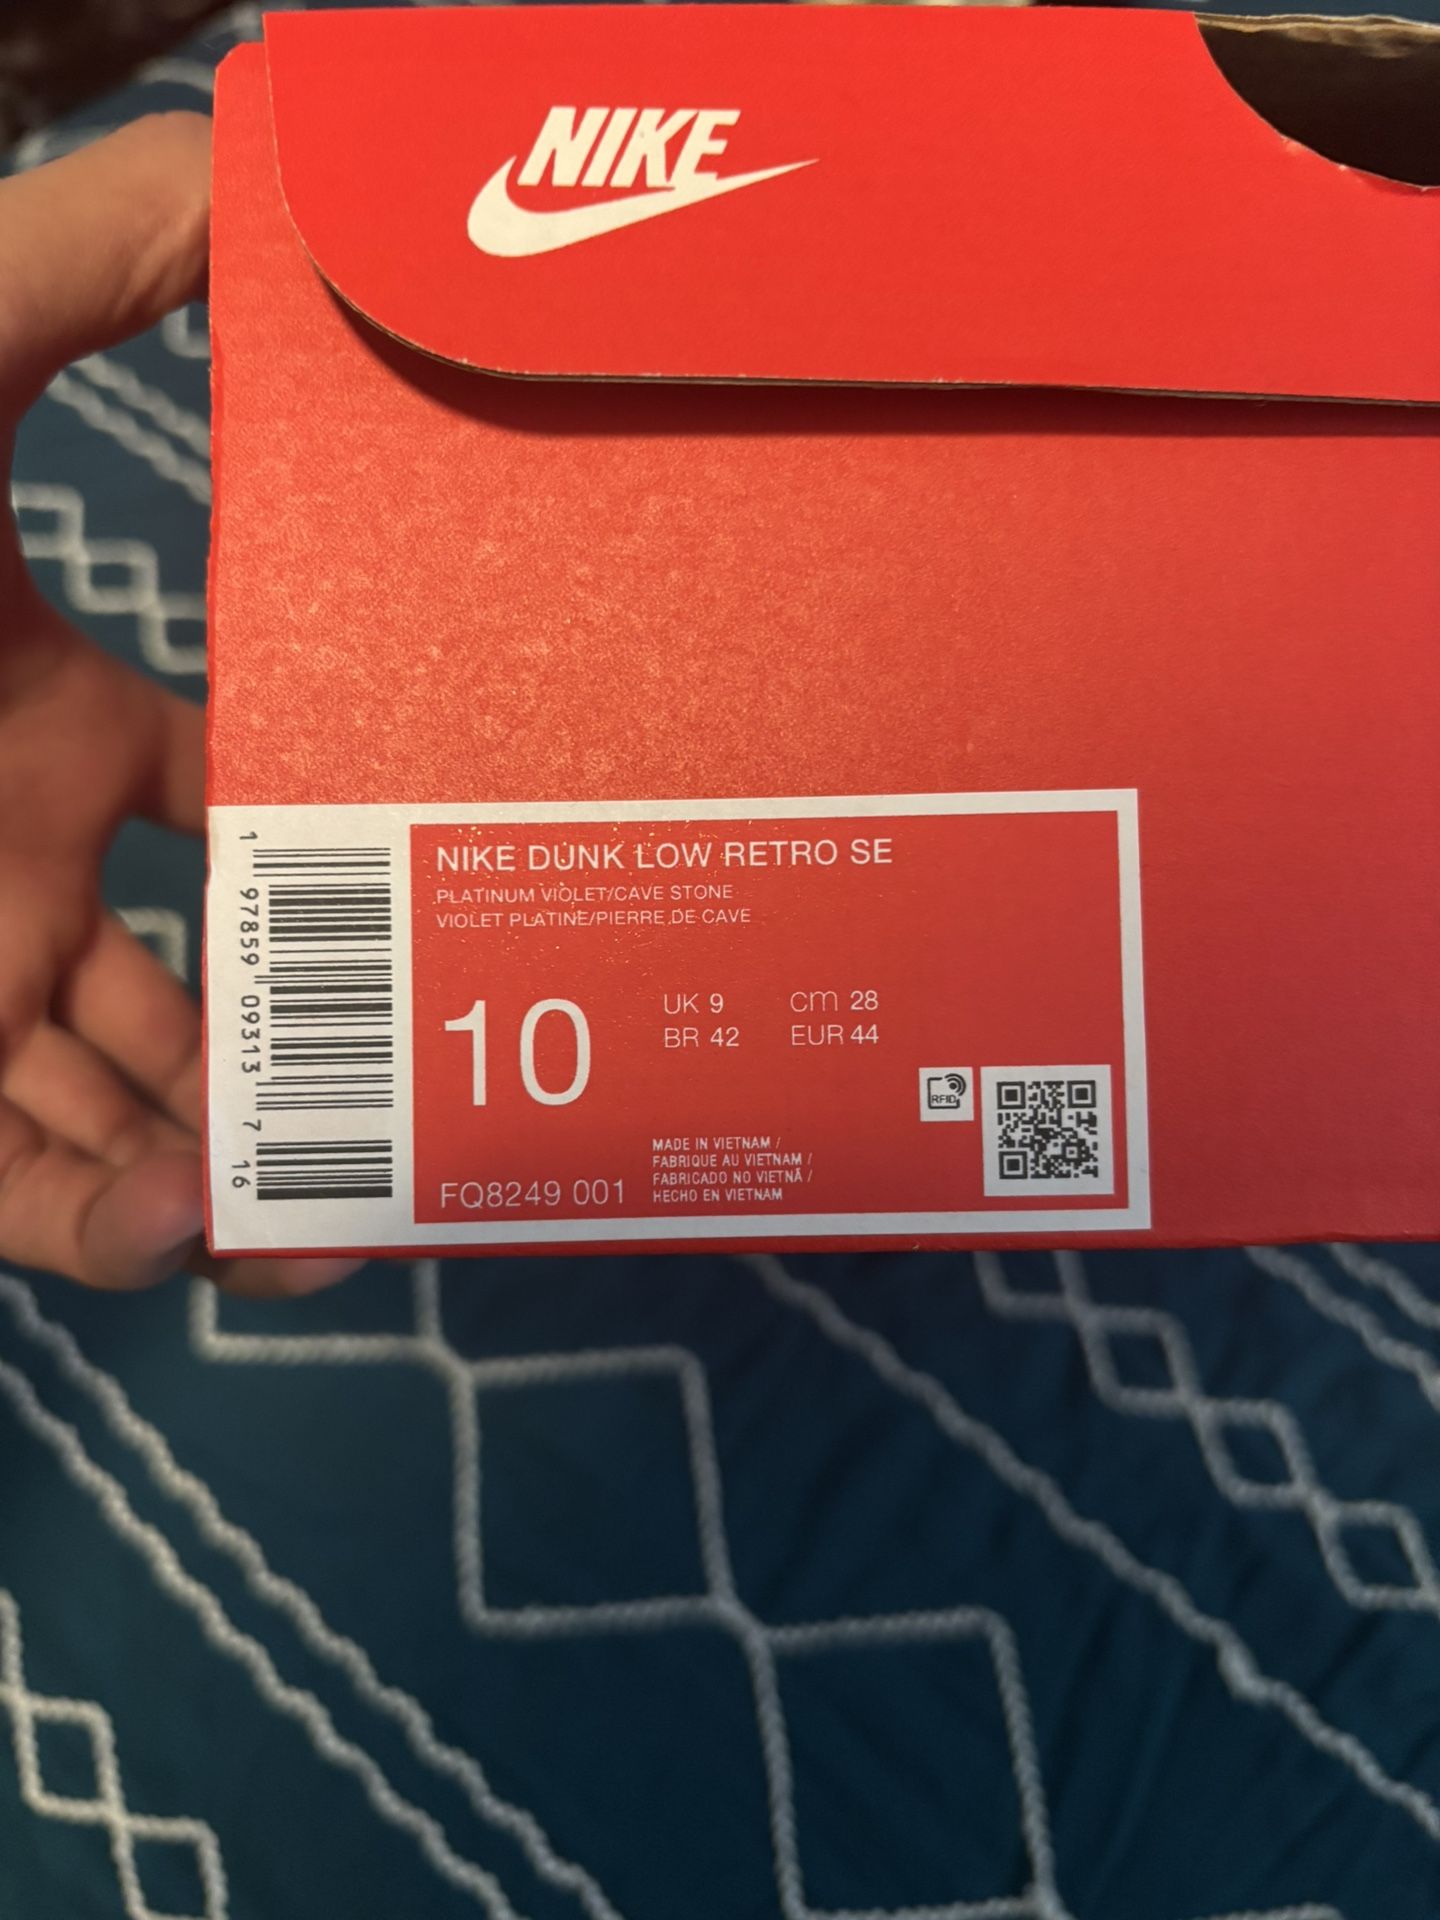 NIKE
NIKE DUNK LOW RETRO SE
PLATINUM VIOLET/CAVE STONE
VIOLET PLATINE/PIERRE DE CAVE
10
UK 9
cm 28
BR 42
EUR 44
RFID
MADE IN VIETNAM /
FABRIQUE AU VIETNAM /
FABRICADO NO VIETNÃ /
HECHO EN VIETNAM
FQ8249 001
1 97859 09313 7 16